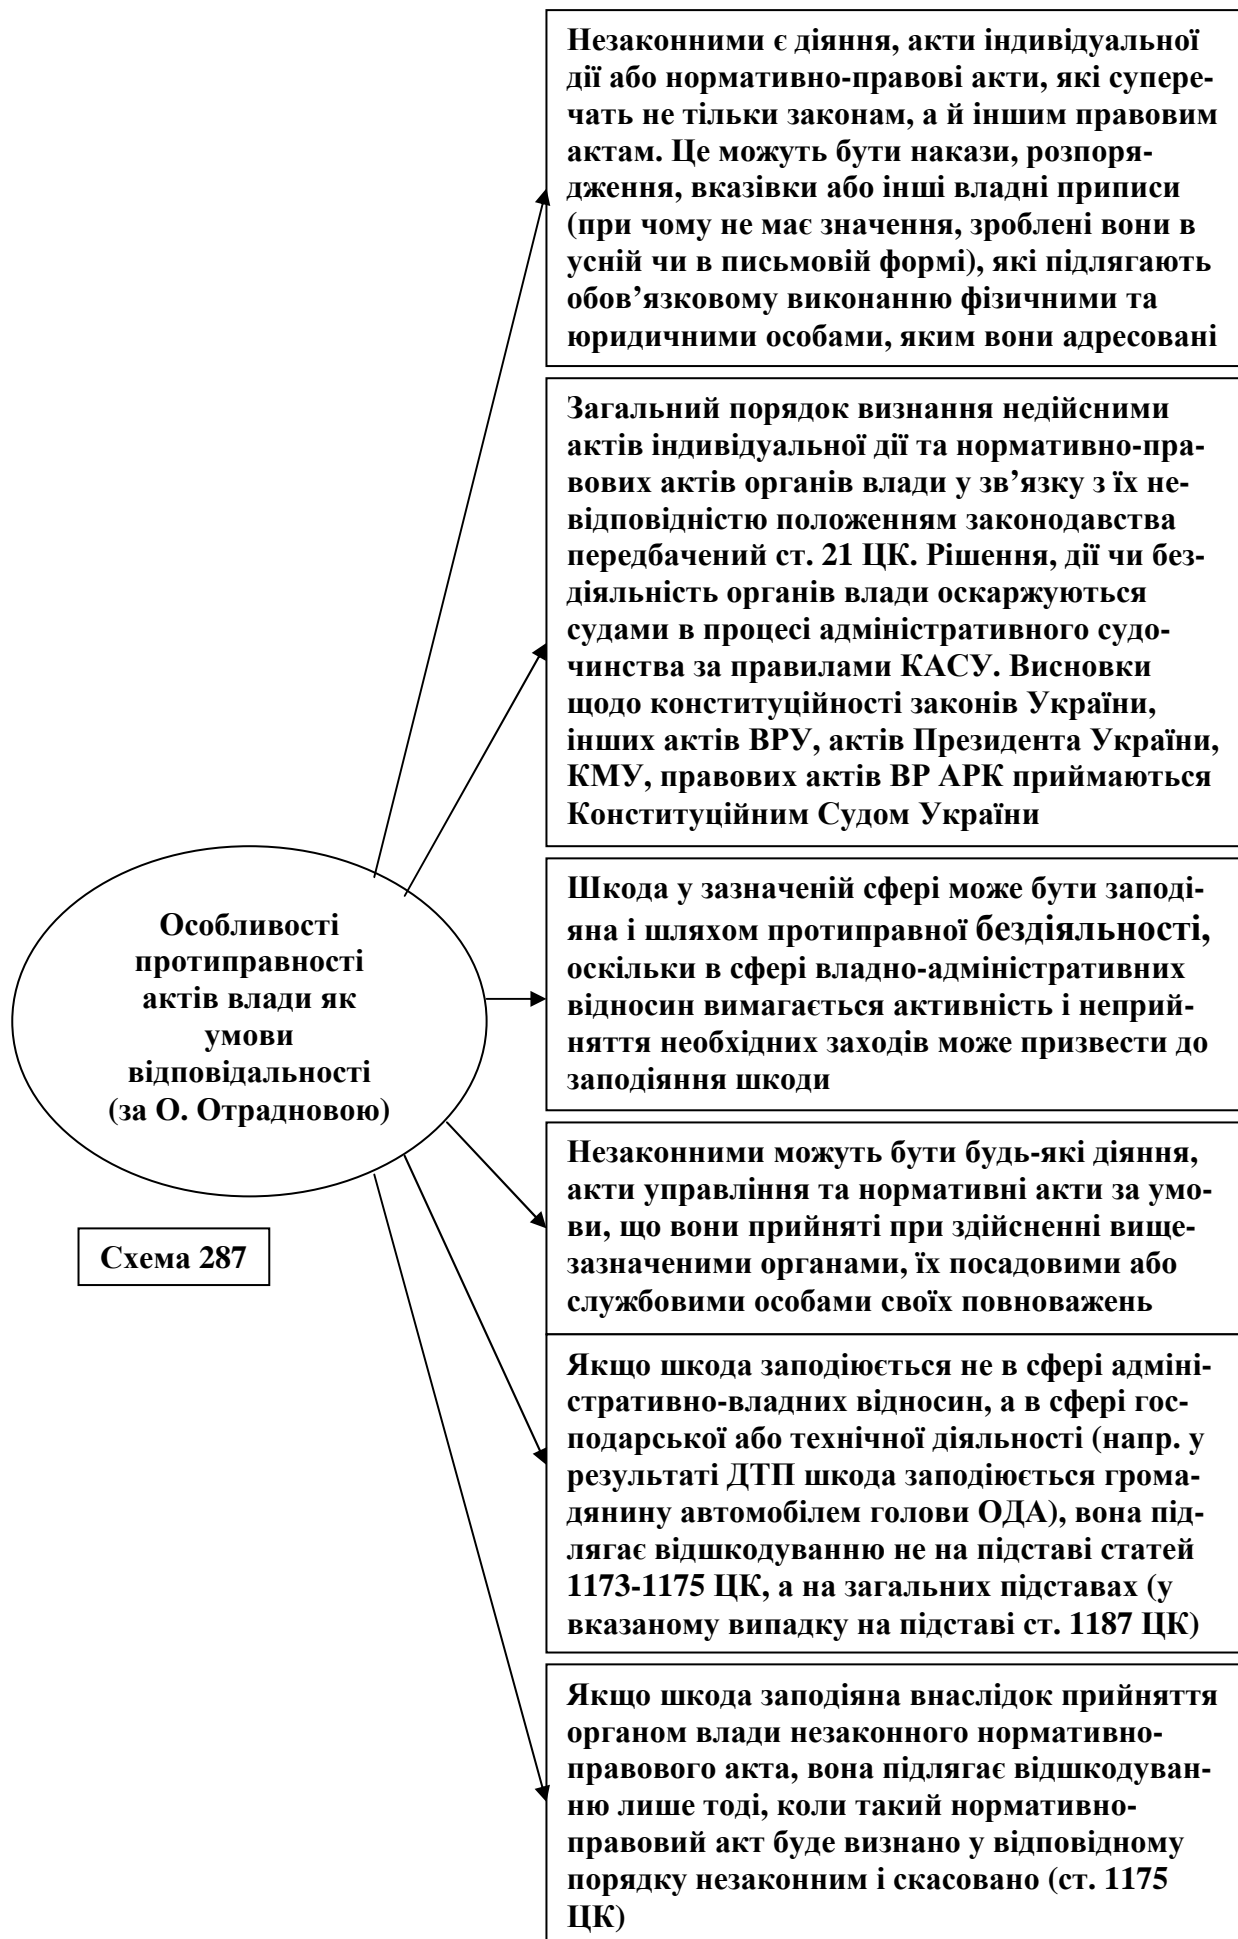 Незаконними є діяння, акти індивідуальної
дії або нормативно-правові акти, які супере-
чать не тільки законам, а й іншим правовим
актам. Це можуть бути накази, розпоря-
дження, вказівки або інші владні приписи
(при чому не має значення, зроблені вони в
усній чи в письмовій формі), які підлягають
обов’язковому виконанню фізичними та
юридичними особами, яким вони адресовані
Загальний порядок визнання недійсними
актів індивідуальної дії та нормативно-пра-
вових актів органів влади у зв’язку з їх не-
відповідністю положенням законодавства
передбачений ст. 21 ЦК. Рішення, дії чи без-
діяльність органів влади оскаржуються
судами в процесі адміністративного судо-
чинства за правилами КАСУ. Висновки
щодо конституційності законів України,
інших актів ВРУ, актів Президента України,
КМУ, правових актів ВР АРК приймаються
Конституційним Судом України
Особливості
протиправності
актів влади як
умови
відповідальності
(за О. Отрадновою)
Схема 287
Шкода у зазначеній сфері може бути заподі-
яна і шляхом протиправної бездіяльності,
оскільки в сфері владно-адміністративних
відносин вимагається активність і неприй-
няття необхідних заходів може призвести до
заподіяння шкоди
Незаконними можуть бути будь-які діяння,
акти управління та нормативні акти за умо-
ви, що вони прийняті при здійсненні вище-
зазначеними органами, їх посадовими або
службовими особами своїх повноважень
Якщо шкода заподіюється не в сфері адміні-
стративно-владних відносин, а в сфері гос-
подарської або технічної діяльності (напр. у
результаті ДТП шкода заподіюється грома-
дянину автомобілем голови ОДА), вона під-
лягає відшкодуванню не на підставі статей
1173-1175 ЦК, а на загальних підставах (у
вказаному випадку на підставі ст. 1187 ЦК)
Якщо шкода заподіяна внаслідок прийняття
органом влади незаконного нормативно-
правового акта, вона підлягає відшкодуван-
ню лише тоді, коли такий нормативно-
правовий акт буде визнано у відповідному
порядку незаконним і скасовано (ст. 1175
ЦК)